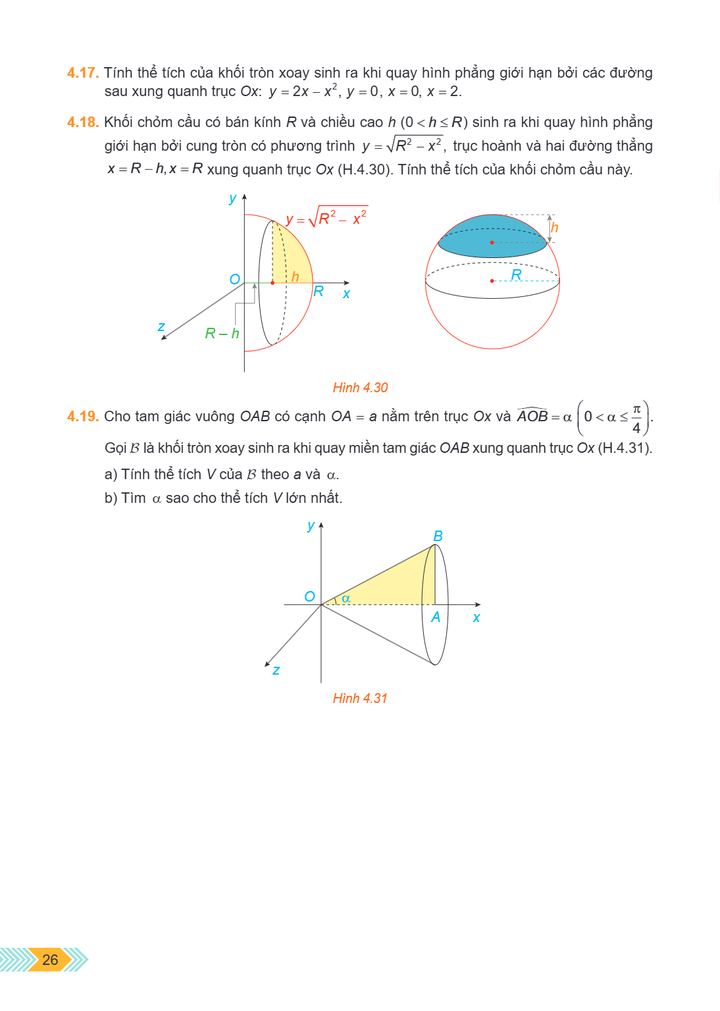 4.17. Tính thể tích của khối tròn xoay sinh ra khi quay hình phẳng giới hạn bởi các đường
sau xung quanh trục Ox: y = 2x − x², y = 0, x = 0, x = 2.
4.18. Khối chỏm cầu có bán kính R và chiều cao h (0 < h ≤ R) sinh ra khi quay hình phẳng
giới hạn bởi cung tròn có phương trình y = √(R² − x²), trục hoành và hai đường thẳng
x = R − h, x = R xung quanh trục Ox (H.4.30). Tính thể tích của khối chỏm cầu này.
y
y = √(R² − x²)
h
O
h
R
R
x
z
R – h
Hình 4.30
4.19. Cho tam giác vuông OAB có cạnh OA = a nằm trên trục Ox và AOB = α (0 < α ≤ π/4).
Gọi ℬ là khối tròn xoay sinh ra khi quay miền tam giác OAB xung quanh trục Ox (H.4.31).
a) Tính thể tích V của ℬ theo a và α.
b) Tìm α sao cho thể tích V lớn nhất.
y
B
O
α
A
x
z
Hình 4.31
26